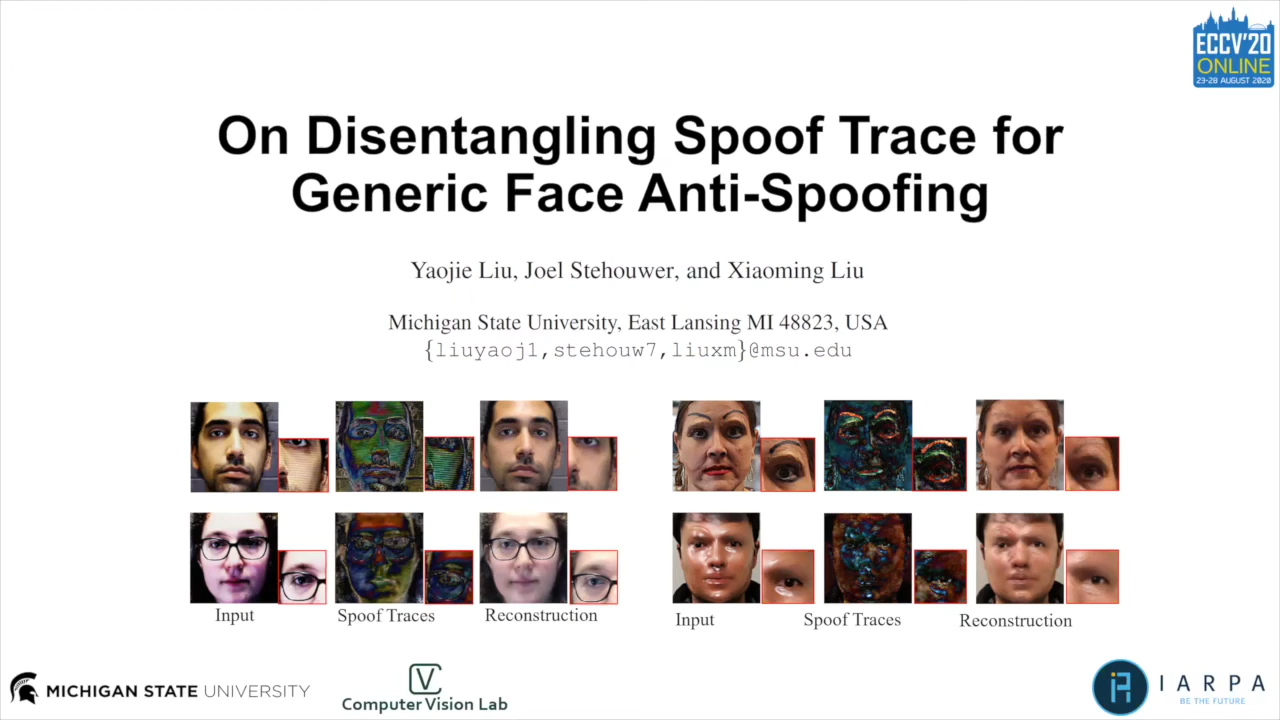 ECCV'20
ONLINE
23-28 AUGUST 2020
On Disentangling Spoof Trace for
Generic Face Anti-Spoofing
Yaojie Liu, Joel Stehouwer, and Xiaoming Liu
Michigan State University, East Lansing MI 48823, USA
{liuyaoj1,stehouw7,liuxm}@msu.edu
Input Spoof Traces Reconstruction
Input Spoof Traces Reconstruction
MICHIGAN STATE UNIVERSITY
CV
Computer Vision Lab
IARPA
BE THE FUTURE